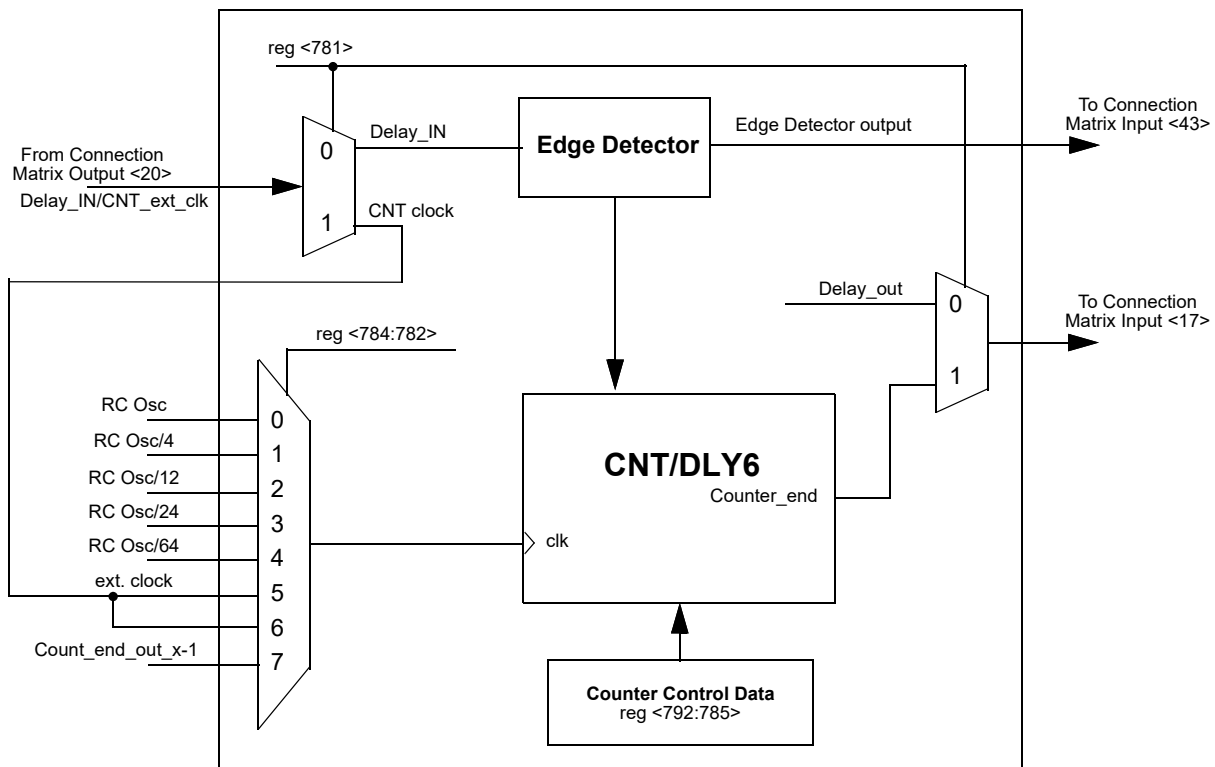 reg <781>
From Connection
Matrix Output <20>
Delay_IN/CNT_ext_clk
0
1
Delay_IN
CNT clock
Edge Detector
Edge Detector output
To Connection
Matrix Input <43>
Delay_out
0
1
To Connection
Matrix Input <17>
reg <784:782>
RC Osc
RC Osc/4
RC Osc/12
RC Osc/24
RC Osc/64
ext. clock
Count_end_out_x-1
0
1
2
3
4
5
6
7
CNT/DLY6
Counter_end
clk
Counter Control Data
reg <792:785>